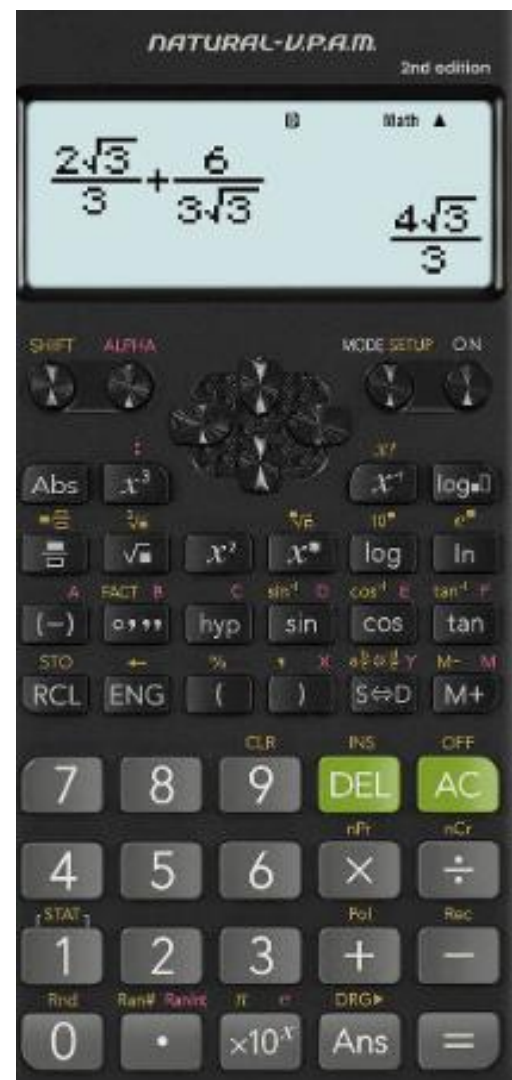 NATURAL-V.P.A.M.
2nd edition
D Math ▲
2√3/3+6/(3√3)
4√3/3
SHIFT ALPHA MODE SETUP ON
: x!
Abs x³ x⁻¹ log▪▯
▪▤ ³√▪ ▪√▯ 10▪ e▪
√▪ x² x▪ log ln
A FACT B C sin⁻¹ D cos⁻¹ E tan⁻¹ F
(−) °’’’ hyp sin cos tan
STO ← % , X Y M− M
RCL ENG ( ) S⇔D M+
CLR INS OFF
7 8 9 DEL AC
nPr nCr
4 5 6 × ÷
STAT Pol Rec
1 2 3 + −
Rnd Ran# RanInt π e DRG▶
0 • ×10ˣ Ans =